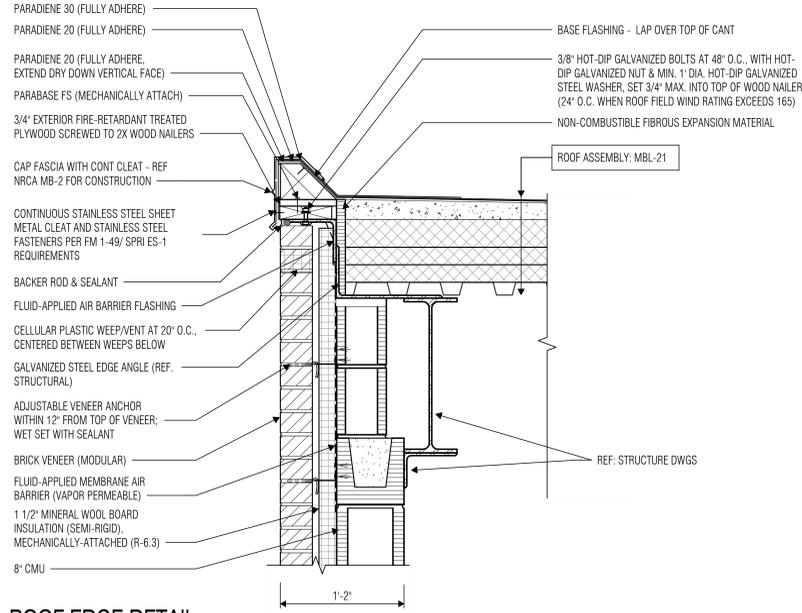 PARADIENE 30 (FULLY ADHERE)
PARADIENE 20 (FULLY ADHERE)
PARADIENE 20 (FULLY ADHERE,
EXTEND DRY DOWN VERTICAL FACE)
PARABASE FS (MECHANICALLY ATTACH)
3/4" EXTERIOR FIRE-RETARDANT TREATED
PLYWOOD SCREWED TO 2X WOOD NAILERS
CAP FASCIA WITH CONT CLEAT - REF
NRCA MB-2 FOR CONSTRUCTION
CONTINUOUS STAINLESS STEEL SHEET
METAL CLEAT AND STAINLESS STEEL
FASTENERS PER FM 1-49/ SPRI ES-1
REQUIREMENTS
BACKER ROD & SEALANT
FLUID-APPLIED AIR BARRIER FLASHING
CELLULAR PLASTIC WEEP/VENT AT 20" O.C.,
CENTERED BETWEEN WEEPS BELOW
GALVANIZED STEEL EDGE ANGLE (REF.
STRUCTURAL)
ADJUSTABLE VENEER ANCHOR
WITHIN 12" FROM TOP OF VENEER;
WET SET WITH SEALANT
BRICK VENEER (MODULAR)
FLUID-APPLIED MEMBRANE AIR
BARRIER (VAPOR PERMEABLE)
1 1/2" MINERAL WOOL BOARD
INSULATION (SEMI-RIGID),
MECHANICALLY-ATTACHED (R-6.3)
8" CMU
BASE FLASHING - LAP OVER TOP OF CANT
3/8" HOT-DIP GALVANIZED BOLTS AT 48" O.C., WITH HOT-
DIP GALVANIZED NUT & MIN. 1' DIA. HOT-DIP GALVANIZED
STEEL WASHER, SET 3/4" MAX. INTO TOP OF WOOD NAILER
(24" O.C. WHEN ROOF FIELD WIND RATING EXCEEDS 165)
NON-COMBUSTIBLE FIBROUS EXPANSION MATERIAL
ROOF ASSEMBLY: MBL-21
REF: STRUCTURE DWGS
1'-2"
ROOF EDGE DETAIL